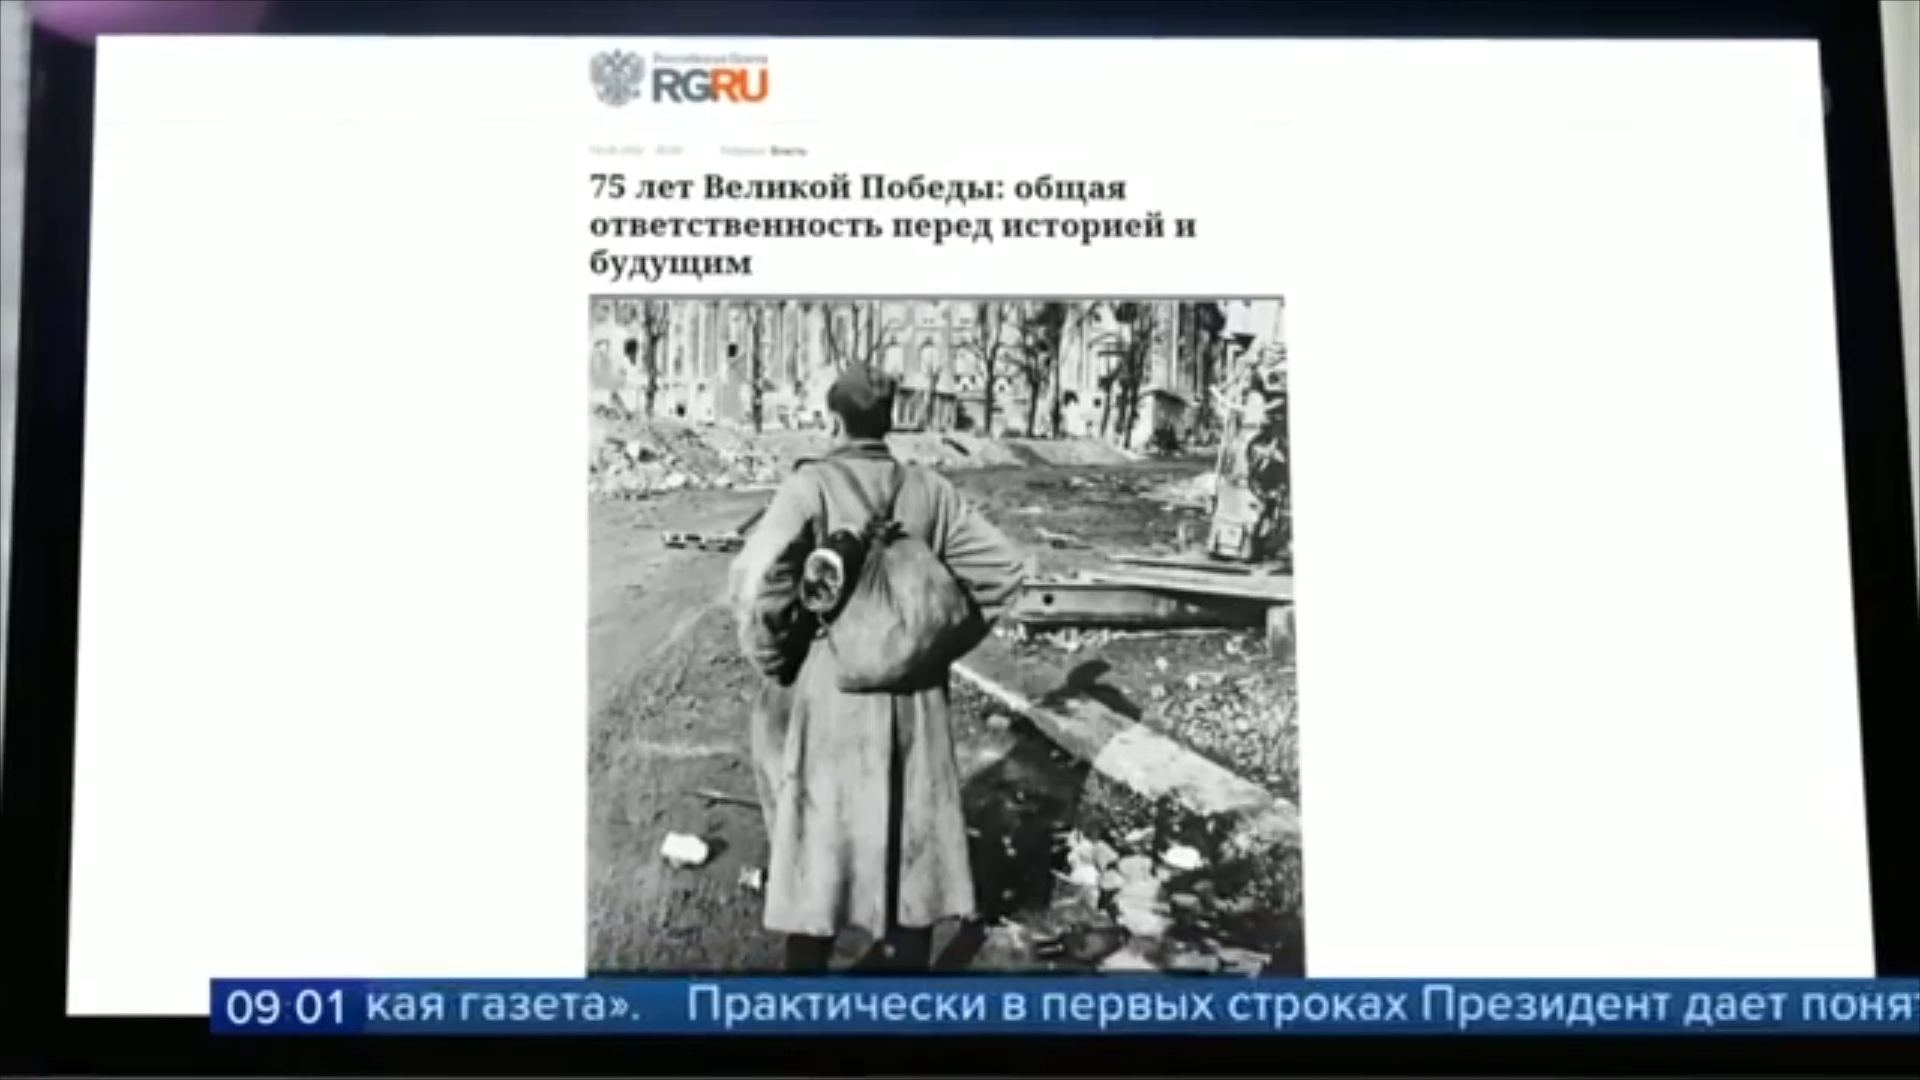 RGRU
75 лет Великой Победы: общая
ответственность перед историей и
будущим
09:01 кая газета». Практически в первых строках Президент дает поня